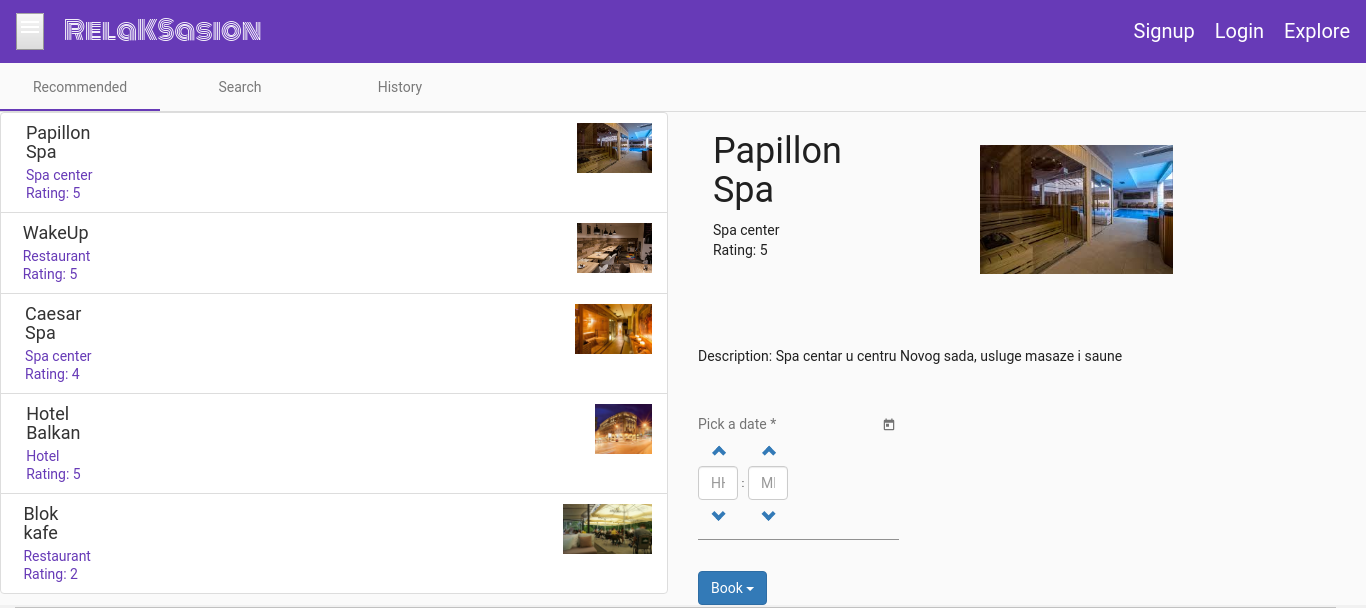 RELAKSASION
Signup Login Explore
Recommended Search History
Papillon
Spa
Spa center
Rating: 5
WakeUp
Restaurant
Rating: 5
Caesar
Spa
Spa center
Rating: 4
Hotel
Balkan
Hotel
Rating: 5
Blok
kafe
Restaurant
Rating: 2
Papillon
Spa
Spa center
Rating: 5
Description: Spa centar u centru Novog sada, usluge masaze i saune
Pick a date *
:
Book